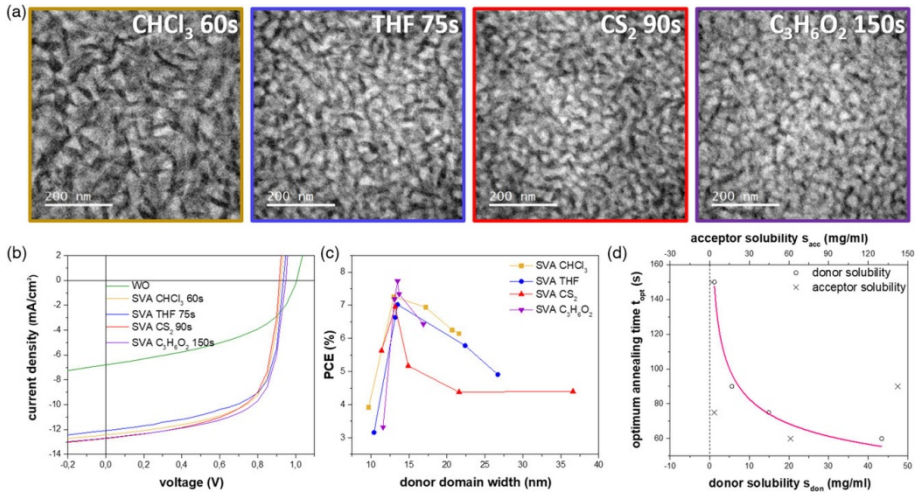 (a)
CHCl3 60s
THF 75s
CS2 90s
C3H6O2 150s
200 nm
200 nm
200 nm
200 nm
(b)
current density (mA/cm²)
0
-2
-4
-6
-8
-10
-12
-14
WO
SVA CHCl3 60s
SVA THF 75s
SVA CS2 90s
SVA C3H6O2 150s
-0,2 0,0 0,2 0,4 0,6 0,8 1,0
voltage (V)
(c)
PCE (%)
8
7
6
5
4
3
SVA CHCl3
SVA THF
SVA CS2
SVA C3H6O2
10 15 20 25 30 35 40
donor domain width (nm)
(d)
acceptor solubility sacc (mg/ml)
-30 0 30 60 90 120 150
donor solubility
acceptor solubility
optimum annealing time topt (s)
160
140
120
100
80
60
-10 0 10 20 30 40 50
donor solubility sdon (mg/ml)